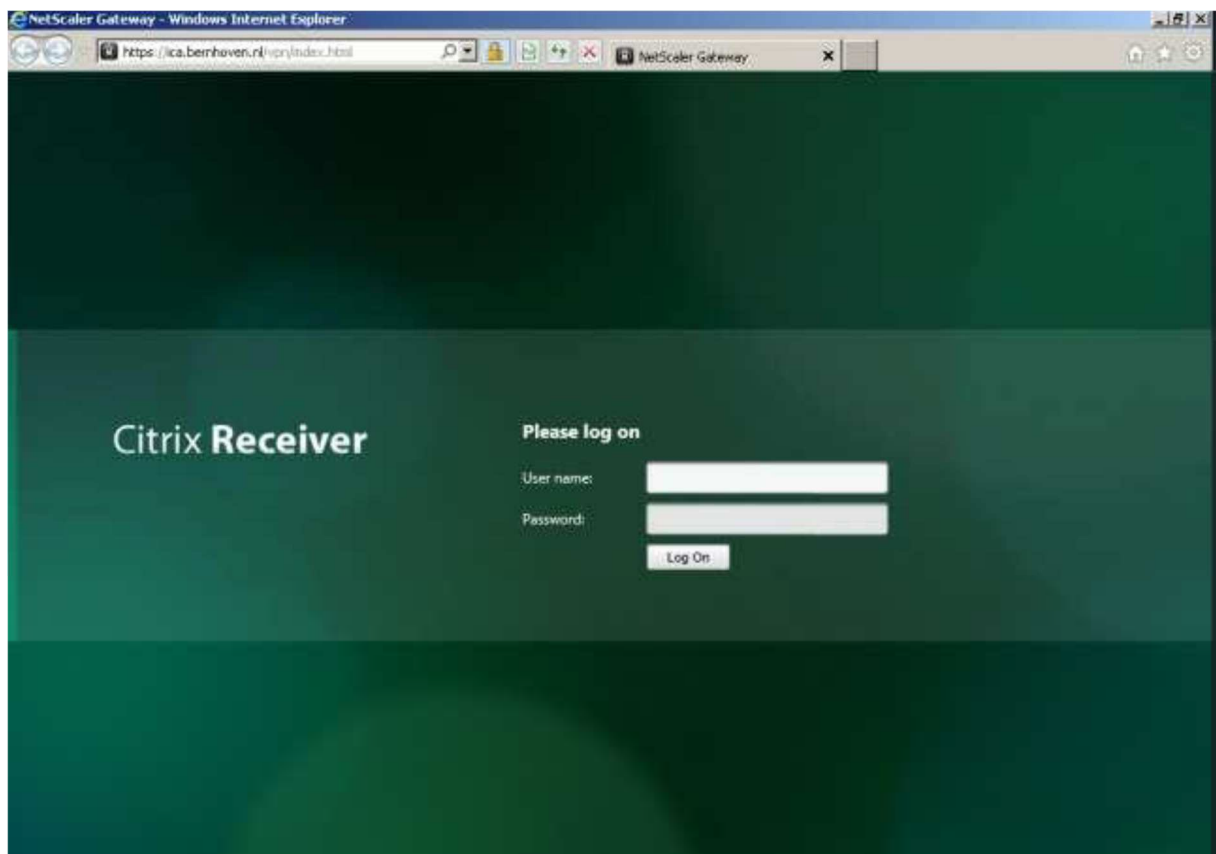 NetScaler Gateway - Windows Internet Explorer
https://ica.bernhoven.nl/vpn/index.html
NetScaler Gateway
Citrix Receiver
Please log on
User name:
Password:
Log On